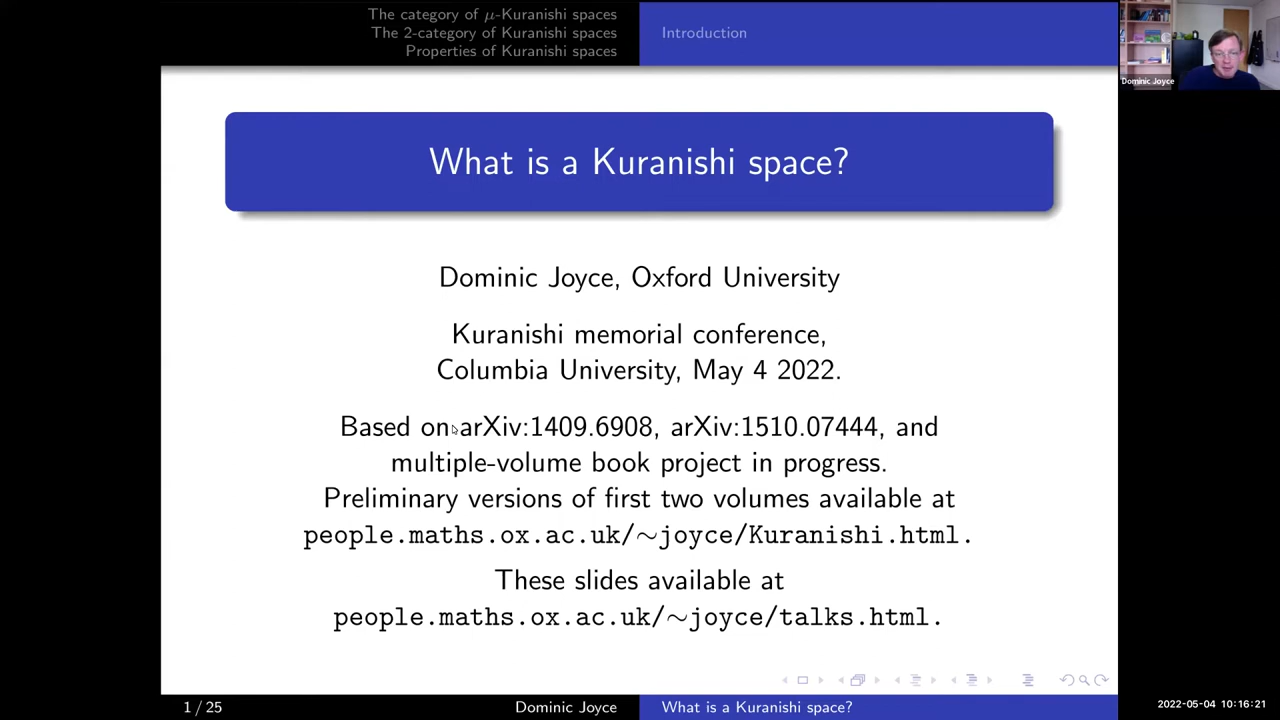 The category of μ-Kuranishi spaces
The 2-category of Kuranishi spaces
Properties of Kuranishi spaces
Introduction
Dominic Joyce
What is a Kuranishi space?
Dominic Joyce, Oxford University
Kuranishi memorial conference,
Columbia University, May 4 2022.
Based on arXiv:1409.6908, arXiv:1510.07444, and
multiple-volume book project in progress.
Preliminary versions of first two volumes available at
people.maths.ox.ac.uk/∼joyce/Kuranishi.html.
These slides available at
people.maths.ox.ac.uk/∼joyce/talks.html.
1 / 25
Dominic Joyce
What is a Kuranishi space?
2022-05-04 10:16:21